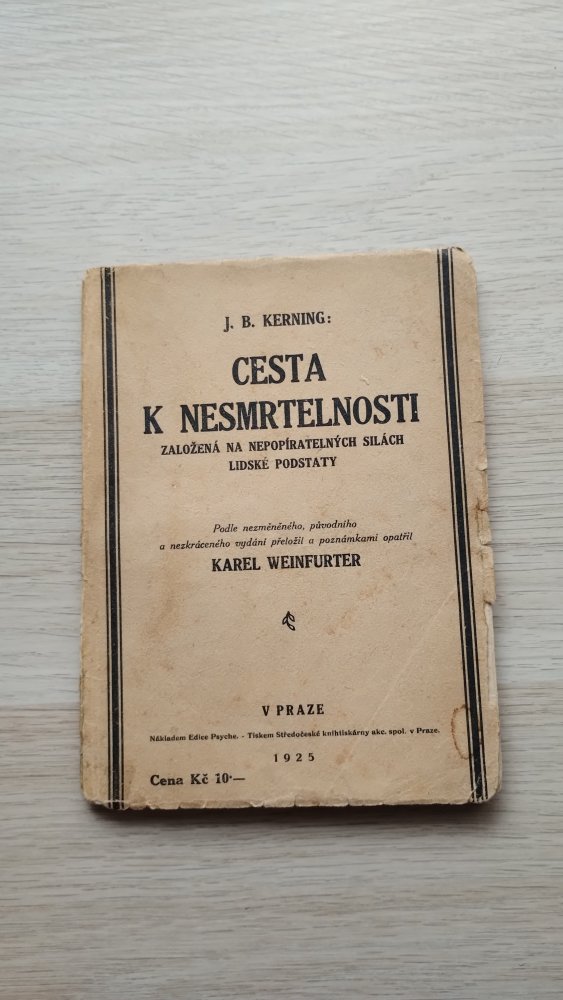 J. B. KERNING:
CESTA
K NESMRTELNOSTI
ZALOŽENÁ NA NEPOPÍRATELNÝCH SILÁCH
LIDSKÉ PODSTATY
Podle nezměněného, původního
a nezkráceného vydání přeložil a poznámkami opatřil
KAREL WEINFURTER
V PRAZE
Nákladem Edice Psyche. - Tiskem Středočeské knihtiskárny akc. spol. v Praze.
1925
Cena Kč 10·—